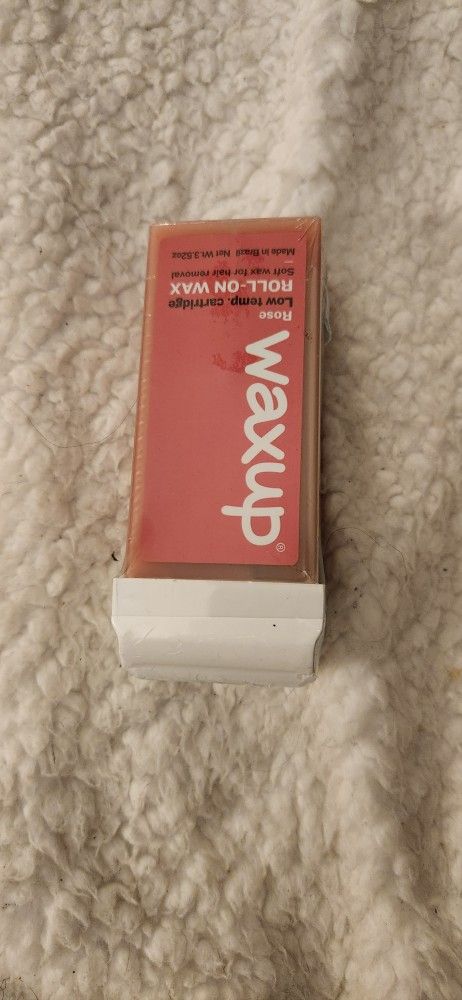 waxup®
Rose
Low temp. cartridge
ROLL-ON WAX
Soft wax for hair removal
Made in Brazil Net Wt.3.52oz